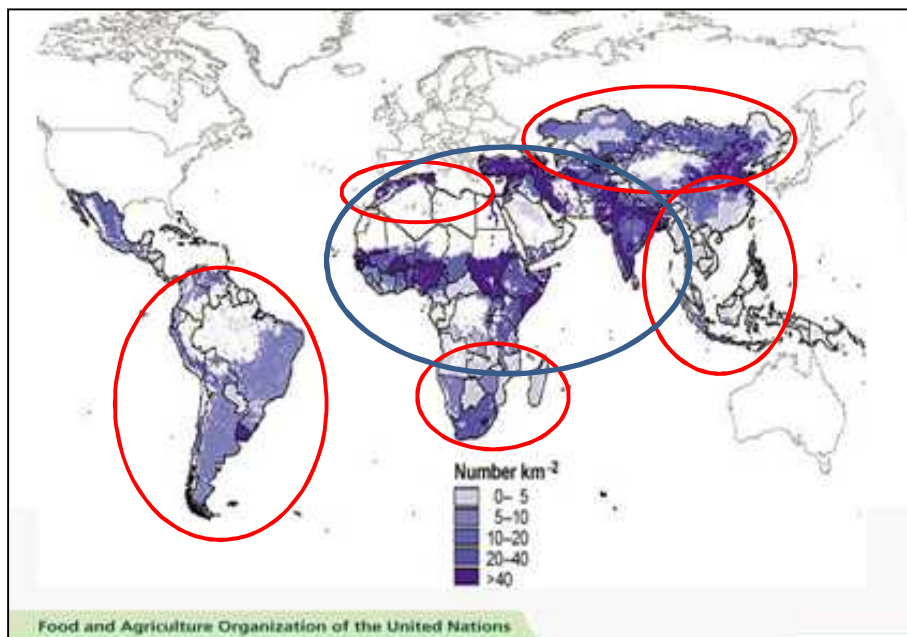 Number km-2
0– 5
5–10
10–20
20–40
>40
Food and Agriculture Organization of the United Nations